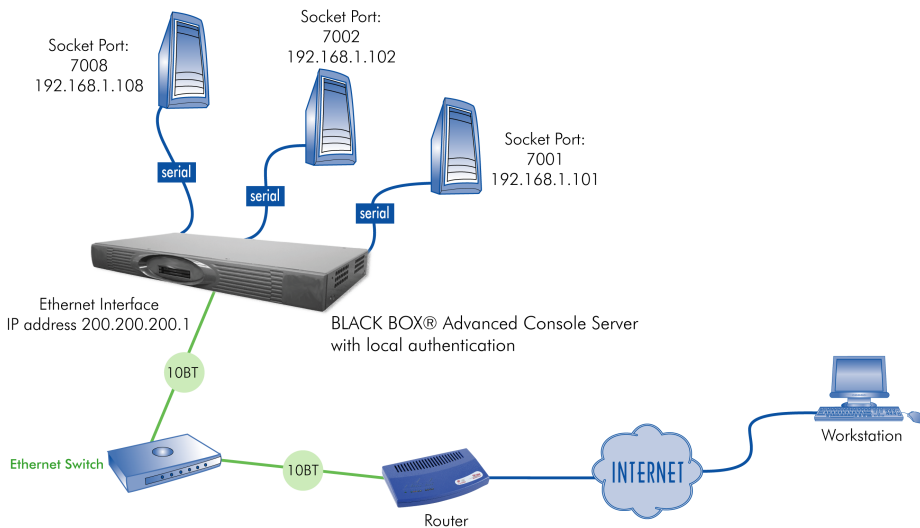 Socket Port:
7008
192.168.1.108
Socket Port:
7002
192.168.1.102
Socket Port:
7001
192.168.1.101
serial
serial
serial
Ethernet Interface
IP address 200.200.200.1
BLACK BOX® Advanced Console Server
with local authentication
10BT
Ethernet Switch
10BT
Router
INTERNET
Workstation